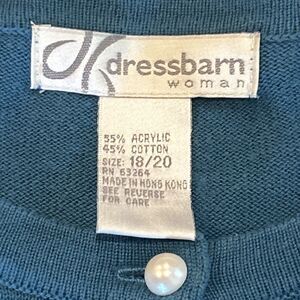 dressbarn
woman
55% ACRYLIC
45% COTTON
SIZE: 18/20
RN 63264
MADE IN HONG KONG
SEE REVERSE
FOR CARE